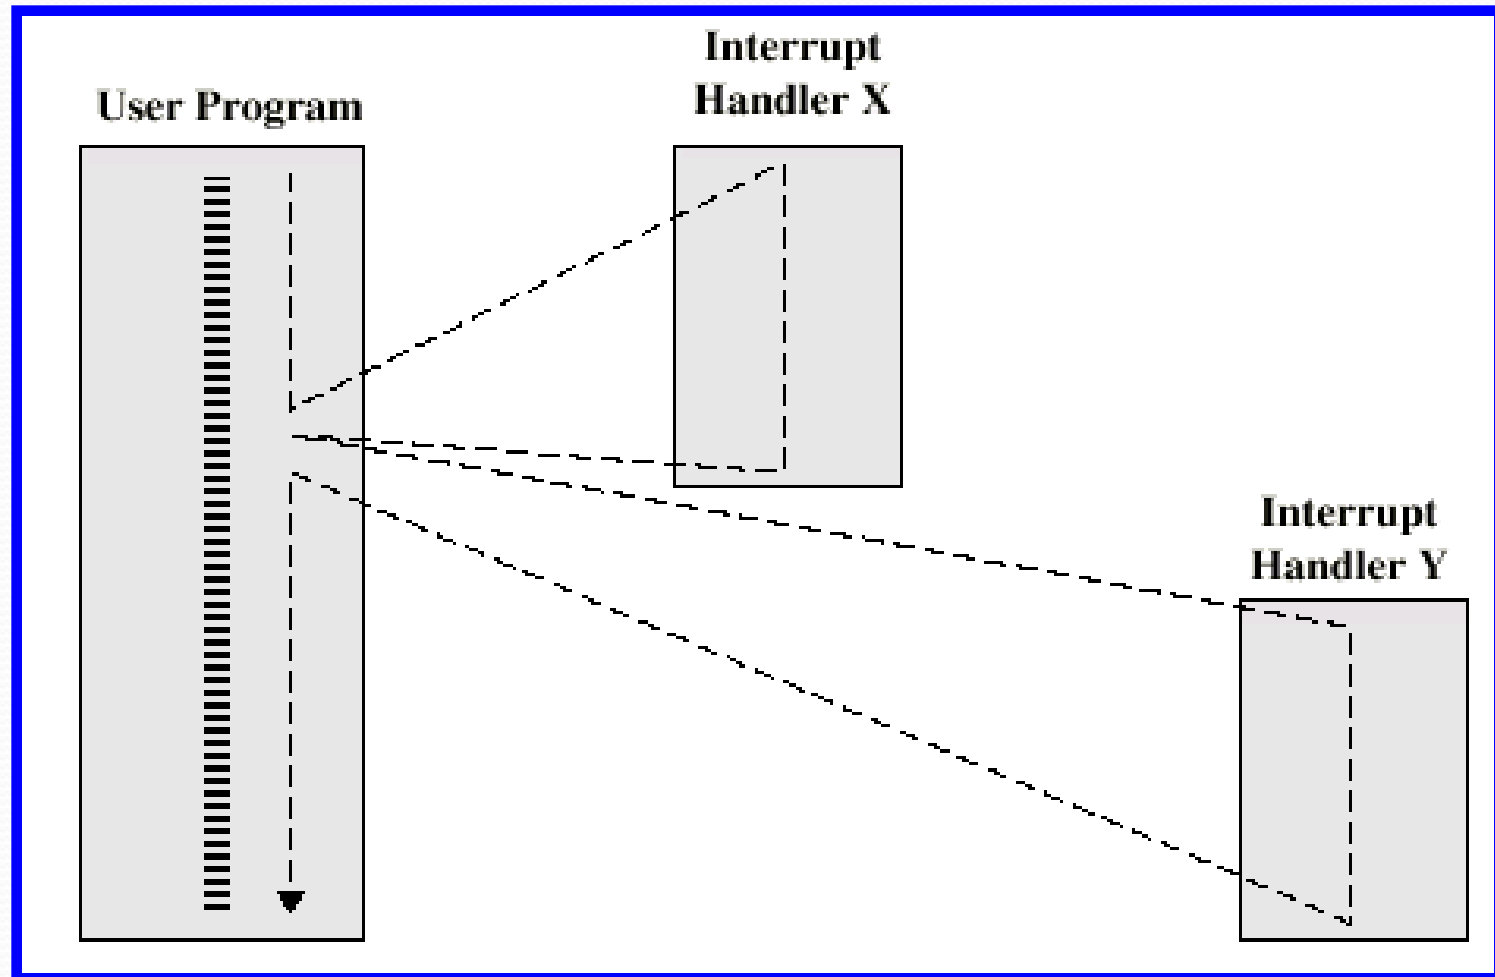 User Program
Interrupt
Handler X
Interrupt
Handler Y